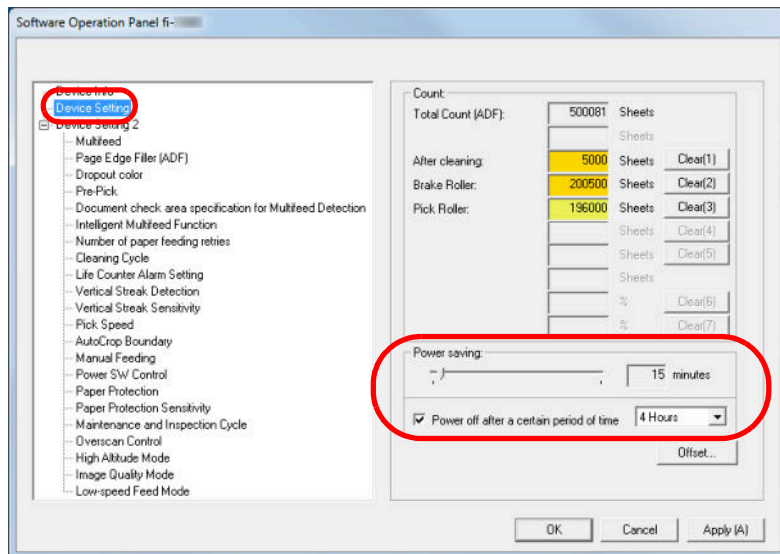 Software Operation Panel fi-
Device Info
Device Setting
Device Setting 2
Multifeed
Page Edge Filler (ADF)
Dropout color
Pre-Pick
Document check area specification for Multifeed Detection
Intelligent Multifeed Function
Number of paper feeding retries
Cleaning Cycle
Life Counter Alarm Setting
Vertical Streak Detection
Vertical Streak Sensitivity
Pick Speed
AutoCrop Boundary
Manual Feeding
Power SW Control
Paper Protection
Paper Protection Sensitivity
Maintenance and Inspection Cycle
Overscan Control
High Altitude Mode
Image Quality Mode
Low-speed Feed Mode
Count:
Total Count (ADF): 500081 Sheets
Sheets
After cleaning: 5000 Sheets Clear(1)
Brake Roller: 200500 Sheets Clear(2)
Pick Roller: 196000 Sheets Clear(3)
Sheets Clear(4)
Sheets Clear(5)
Sheets
% Clear(6)
% Clear(7)
Power saving:
15 minutes
Power off after a certain period of time 4 Hours
Offset...
OK Cancel Apply (A)